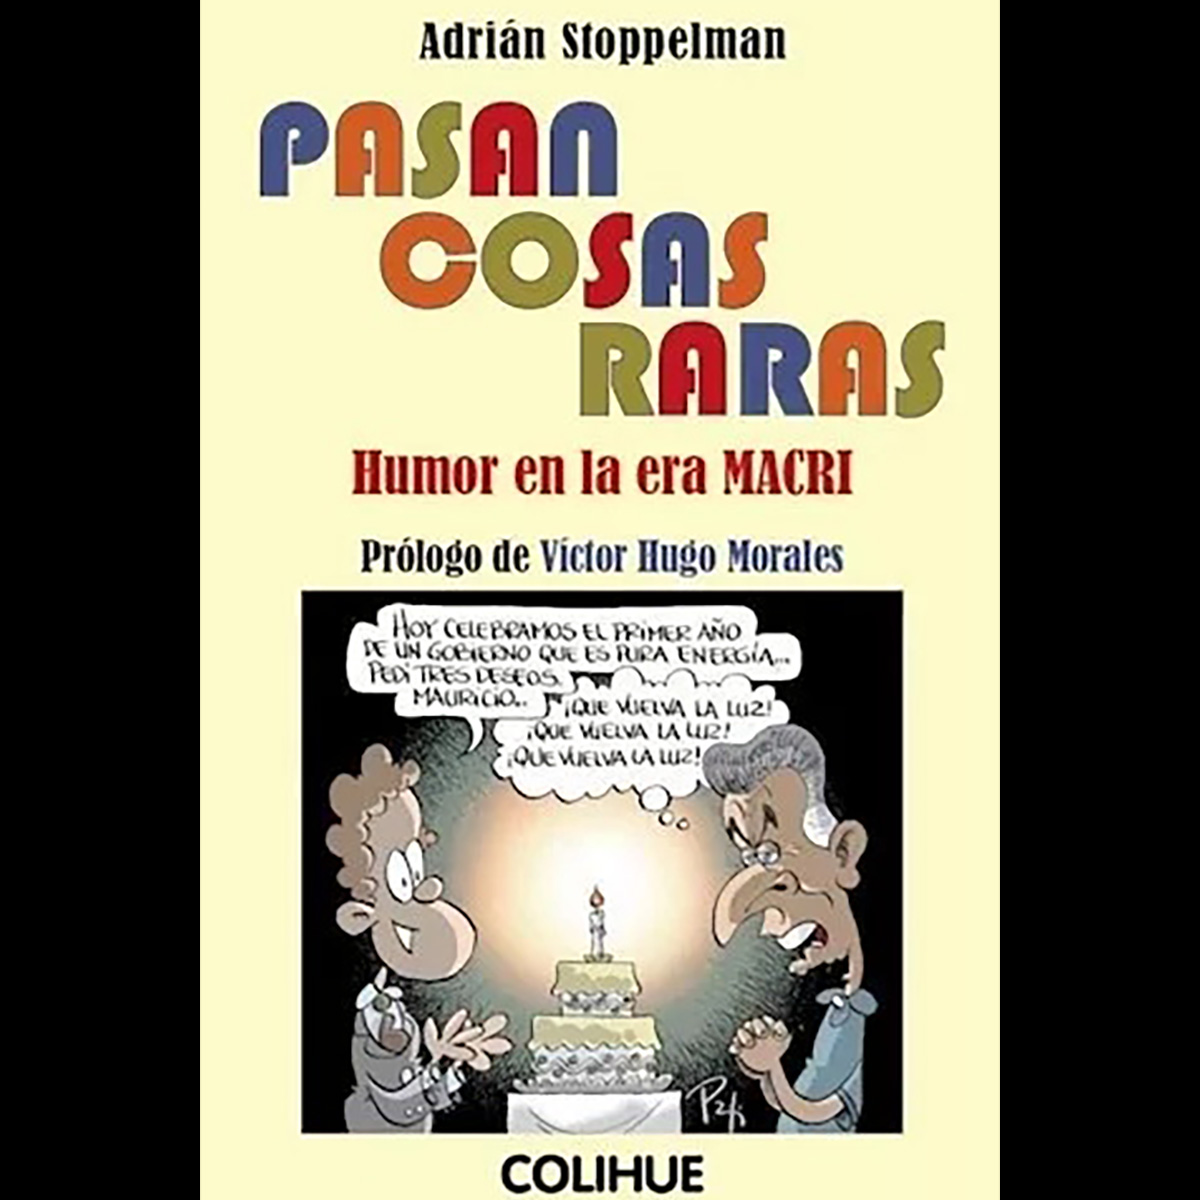 Adrián Stoppelman
PASAN
COSAS
RARAS
Humor en la era MACRI
Prólogo de Víctor Hugo Morales
HOY CELEBRAMOS EL PRIMER AÑO
DE UN GOBIERNO QUE ES PURA ENERGÍA...
PEDÍ TRES DESEOS
MAURICIO..
¡QUE VUELVA LA LUZ!
¡QUE VUELVA LA LUZ!
¡QUE VUELVA LA LUZ!
COLIHUE